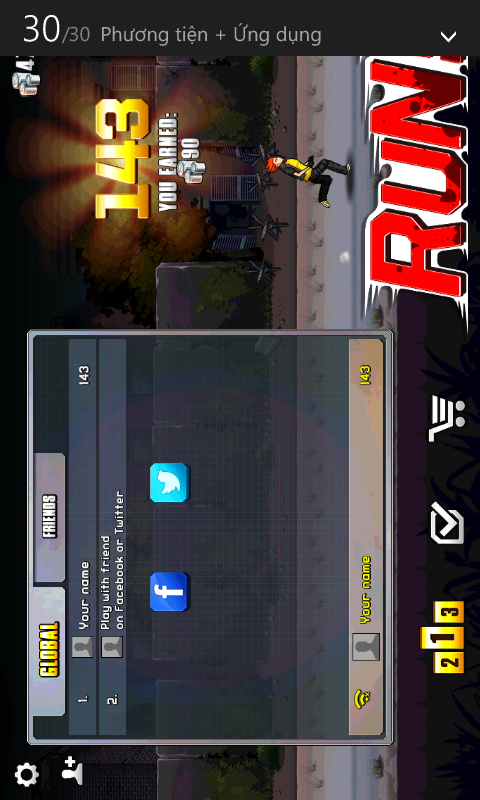 30/30 Phương tiện + Ứng dụng
143
YOU EARNED:
90
RUN
GLOBAL
FRIENDS
1. Your name 143
2. Play with friend
on Facebook or Twitter
f
Your name 143
2 1 3